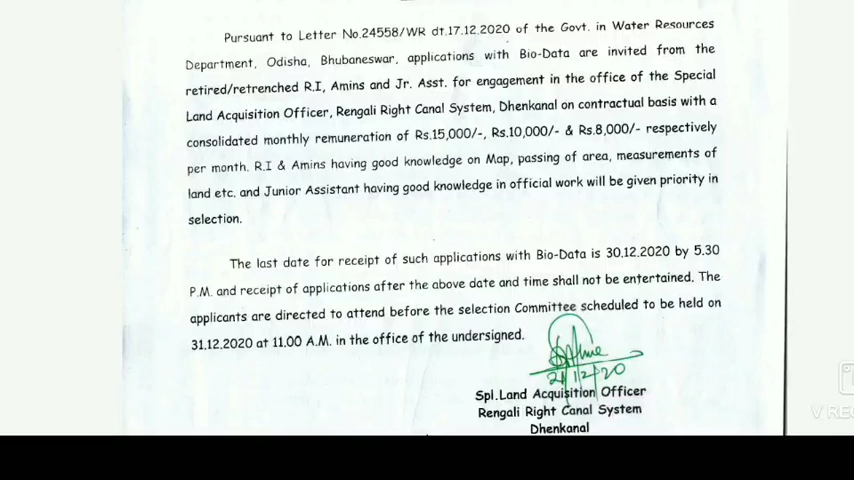 Pursuant to Letter No.24558/WR dt.17.12.2020 of the Govt. in Water Resources
Department, Odisha, Bhubaneswar, applications with Bio-Data are invited from the
retired/retrenched R.I, Amins and Jr. Asst. for engagement in the office of the Special
Land Acquisition Officer, Rengali Right Canal System, Dhenkanal on contractual basis with a
consolidated monthly remuneration of Rs.15,000/-, Rs.10,000/- & Rs.8,000/- respectively
per month. R.I & Amins having good knowledge on Map, passing of area, measurements of
land etc. and Junior Assistant having good knowledge in official work will be given priority in
selection.
The last date for receipt of such applications with Bio-Data is 30.12.2020 by 5.30
P.M. and receipt of applications after the above date and time shall not be entertained. The
applicants are directed to attend before the selection Committee scheduled to be held on
31.12.2020 at 11.00 A.M. in the office of the undersigned.
Spl.Land Acquisition Officer
Rengali Right Canal System
Dhenkanal